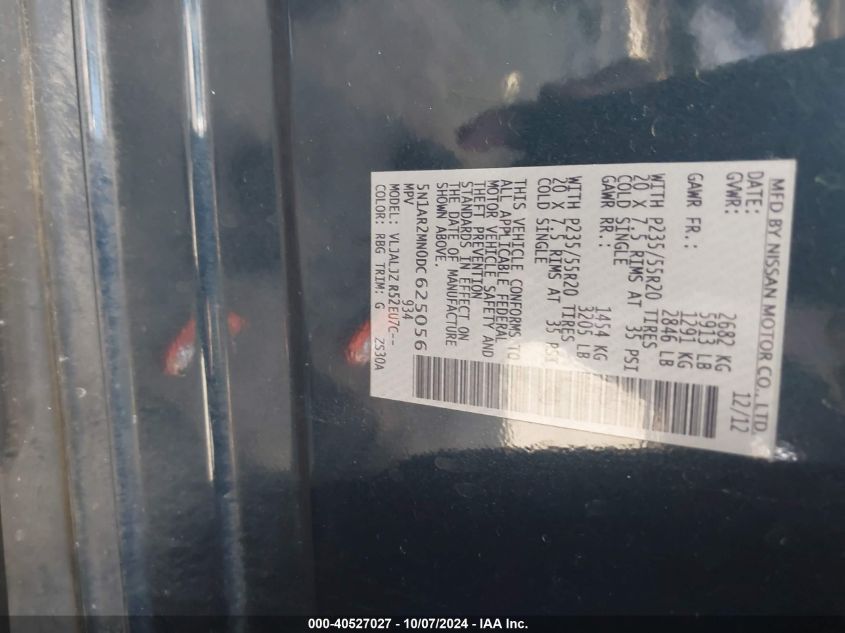 MFD BY NISSAN MOTOR CO., LTD
DATE: 12/12
GVWR: 2682 KG
5913 LB
GAWR FR.: 1291 KG
2846 LB
WITH P235/55R20 TIRES
20 X 7.5 RIMS AT 35 PSI
COLD SINGLE
GAWR RR.: 1454 KG
3205 LB
WITH P235/55R20 TIRES
20 X 7.5 RIMS AT 35 PSI
COLD SINGLE
THIS VEHICLE CONFORMS TO
ALL APPLICABL FEDERAL
MOTOR VEHICLE SAFETY AND
THEFT PREVENTION
STANDARDS IN EFFECT ON
THE DATE OF MANUFACTURE
SHOWN ABOVE.
5N1AR2MN0DC625056
MPV 934
MODEL: VLJALJZ R52EU7C--
COLOR: RBG TRIM: G 2S30A
000-40527027 - 10/07/2024 - IAA Inc.